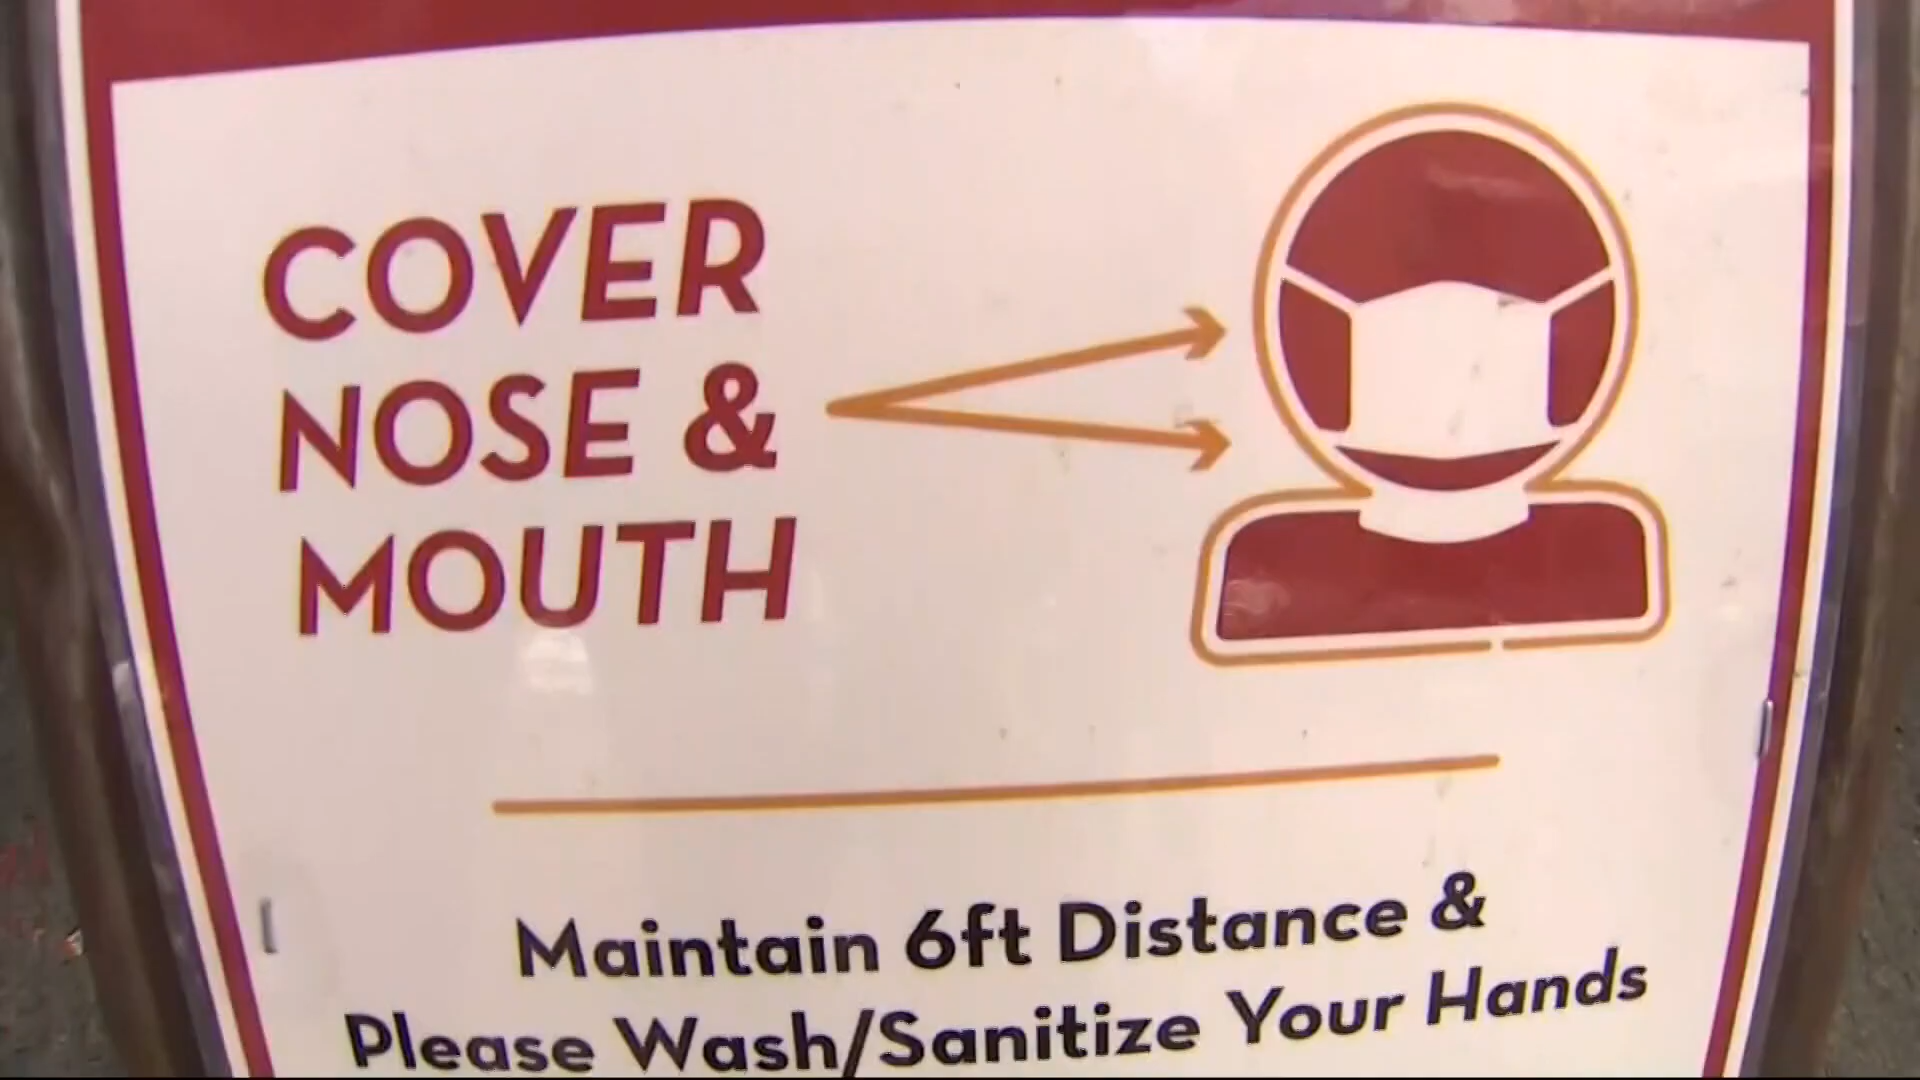 COVER
NOSE &
MOUTH
Maintain 6ft Distance &
Please Wash/Sanitize Your Hands